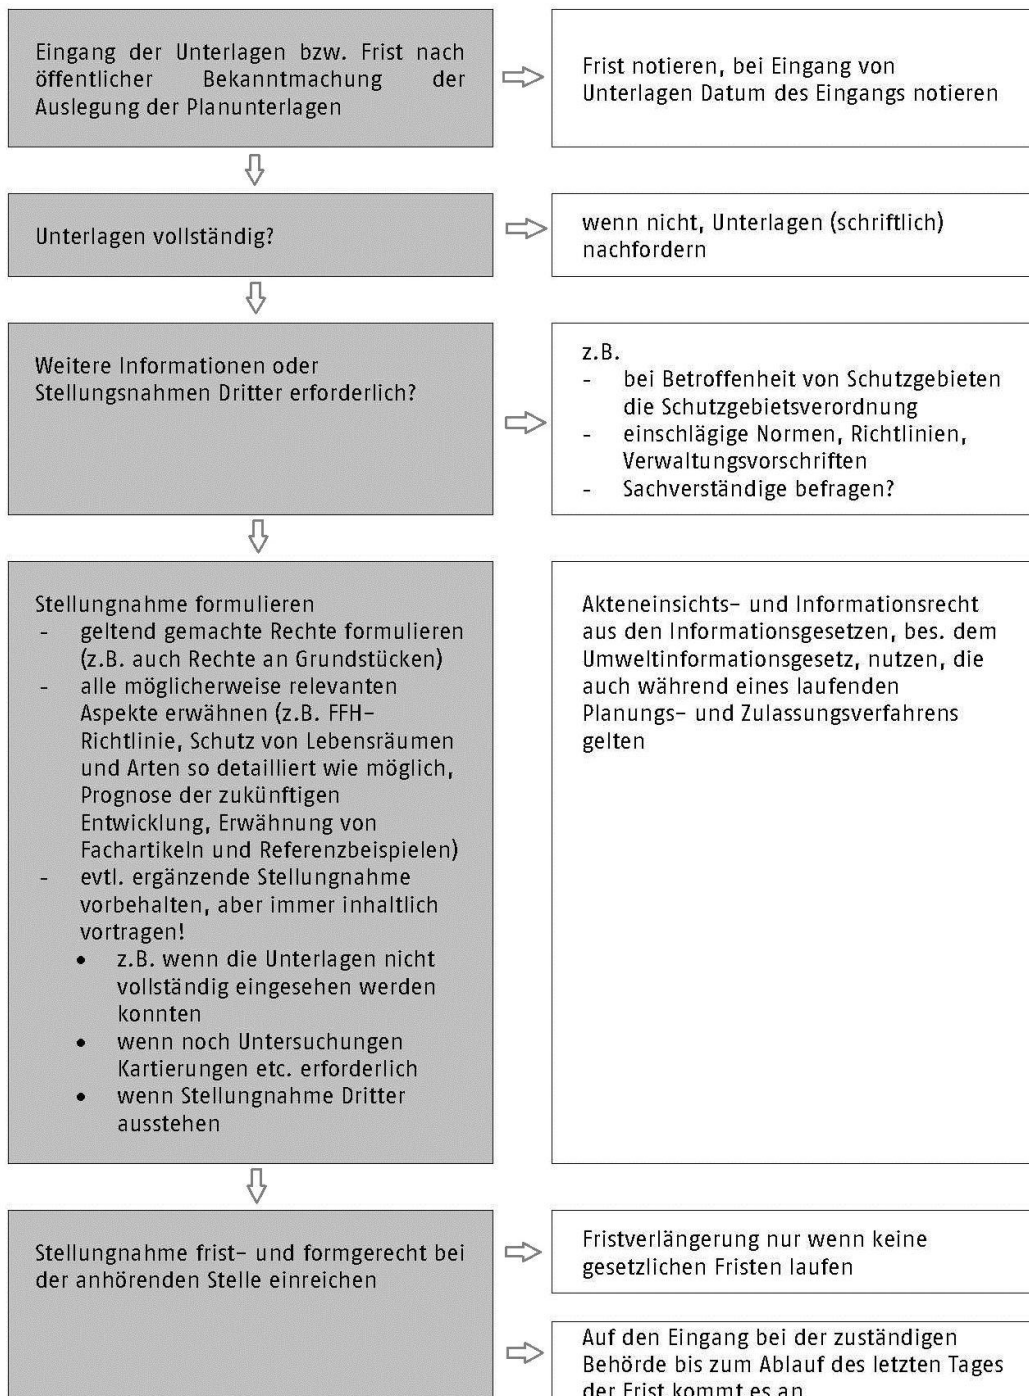 Eingang der Unterlagen bzw. Frist nach
öffentlicher Bekanntmachung der
Auslegung der Planunterlagen
Frist notieren, bei Eingang von
Unterlagen Datum des Eingangs notieren
Unterlagen vollständig?
wenn nicht, Unterlagen (schriftlich)
nachfordern
Weitere Informationen oder
Stellungsnahmen Dritter erforderlich?
z.B.
- bei Betroffenheit von Schutzgebieten
die Schutzgebietsverordnung
- einschlägige Normen, Richtlinien,
Verwaltungsvorschriften
- Sachverständige befragen?
Stellungnahme formulieren
- geltend gemachte Rechte formulieren
(z.B. auch Rechte an Grundstücken)
- alle möglicherweise relevanten
Aspekte erwähnen (z.B. FFH-
Richtlinie, Schutz von Lebensräumen
und Arten so detailliert wie möglich,
Prognose der zukünftigen
Entwicklung, Erwähnung von
Fachartikeln und Referenzbeispielen)
- evtl. ergänzende Stellungnahme
vorbehalten, aber immer inhaltlich
vortragen!
• z.B. wenn die Unterlagen nicht
vollständig eingesehen werden
konnten
• wenn noch Untersuchungen
Kartierungen etc. erforderlich
• wenn Stellungnahme Dritter
ausstehen
Akteneinsichts- und Informationsrecht
aus den Informationsgesetzen, bes. dem
Umweltinformationsgesetz, nutzen, die
auch während eines laufenden
Planungs- und Zulassungsverfahrens
gelten
Stellungnahme frist- und formgerecht bei
der anhörenden Stelle einreichen
Fristverlängerung nur wenn keine
gesetzlichen Fristen laufen
Auf den Eingang bei der zuständigen
Behörde bis zum Ablauf des letzten Tages
der Frist kommt es an